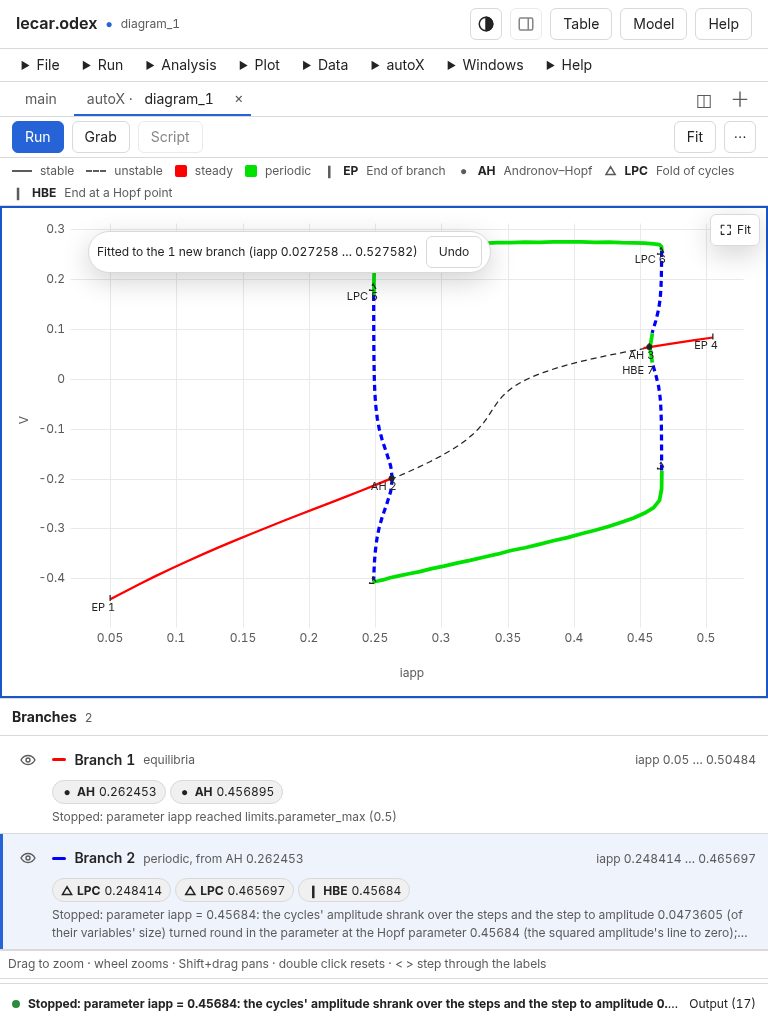 lecar.odex • diagram_1 Table Model Help
▶ File ▶ Run ▶ Analysis ▶ Plot ▶ Data ▶ autoX ▶ Windows ▶ Help
main autoX · diagram_1 ×
Run Grab Script Fit ...
stable unstable steady periodic EP End of branch ● AH Andronov–Hopf △ LPC Fold of cycles
HBE End at a Hopf point
Fitted to the 1 new branch (iapp 0.027258 ... 0.527582) Undo
Fit
0.3
0.2
0.1
0
-0.1
-0.2
-0.3
-0.4
V
LPC 6
LPC 5
EP 4
AH 3
HBE 7
AH 2
EP 1
0.05 0.1 0.15 0.2 0.25 0.3 0.35 0.4 0.45 0.5
iapp
Branches 2
Branch 1 equilibria iapp 0.05 ... 0.50484
● AH 0.262453 ● AH 0.456895
Stopped: parameter iapp reached limits.parameter_max (0.5)
Branch 2 periodic, from AH 0.262453 iapp 0.248414 ... 0.465697
△ LPC 0.248414 △ LPC 0.465697 HBE 0.45684
Stopped: parameter iapp = 0.45684: the cycles' amplitude shrank over the steps and the step to amplitude 0.0473605 (of
their variables' size) turned round in the parameter at the Hopf parameter 0.45684 (the squared amplitude's line to zero);...
Drag to zoom · wheel zooms · Shift+drag pans · double click resets · < > step through the labels
Stopped: parameter iapp = 0.45684: the cycles' amplitude shrank over the steps and the step to amplitude 0.... Output (17)